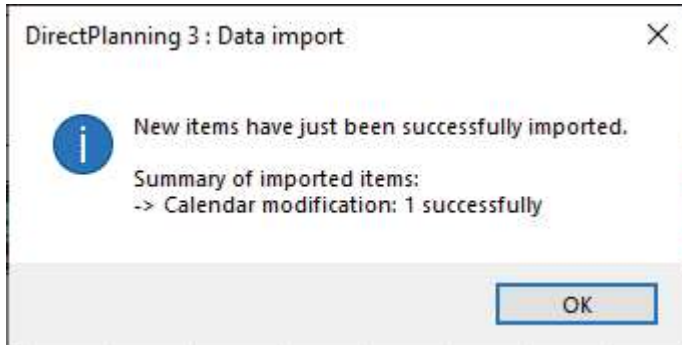 DirectPlanning 3 : Data import
New items have just been successfully imported.
Summary of imported items:
-> Calendar modification: 1 successfully
OK